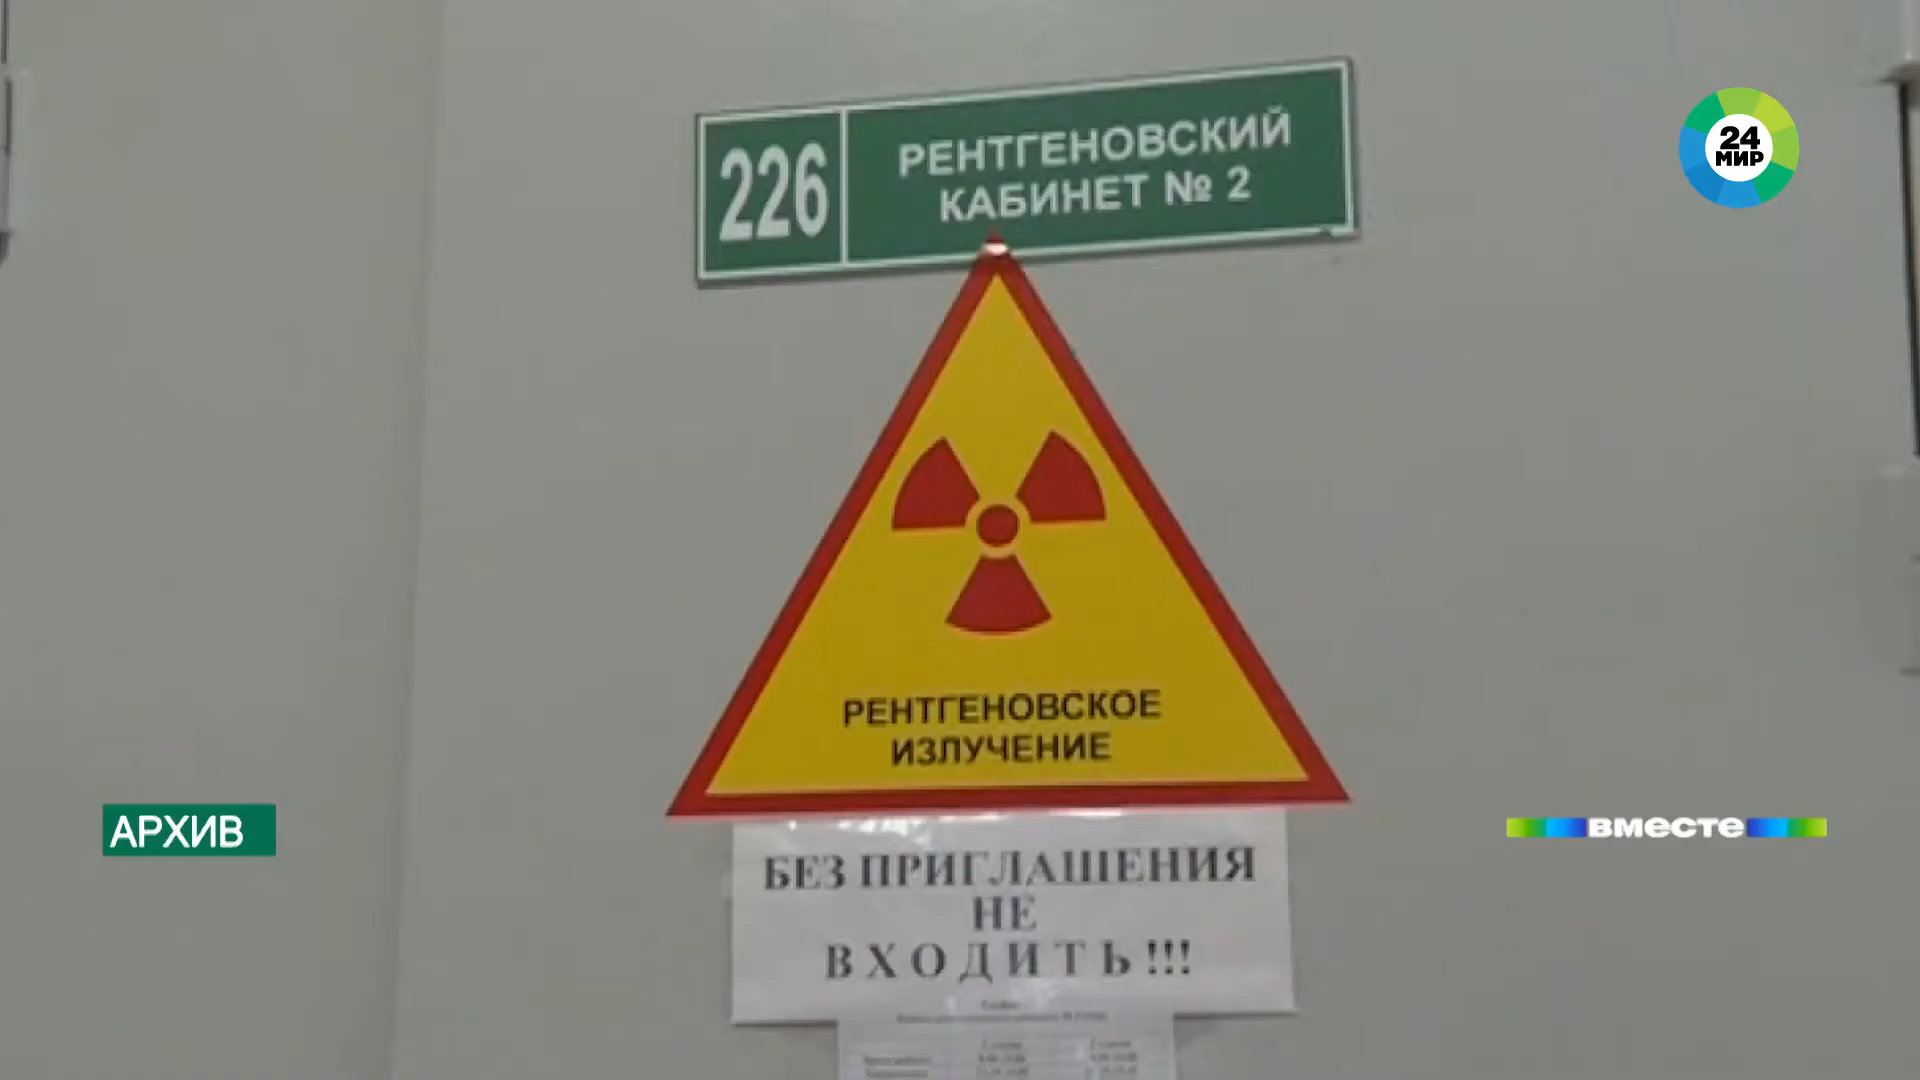 226
РЕНТГЕНОВСКИЙ
КАБИНЕТ № 2
24
МИР
РЕНТГЕНОВСКОЕ
ИЗЛУЧЕНИЕ
АРХИВ
вместе
БЕЗ ПРИГЛАШЕНИЯ
НЕ
ВХОДИТЬ!!!